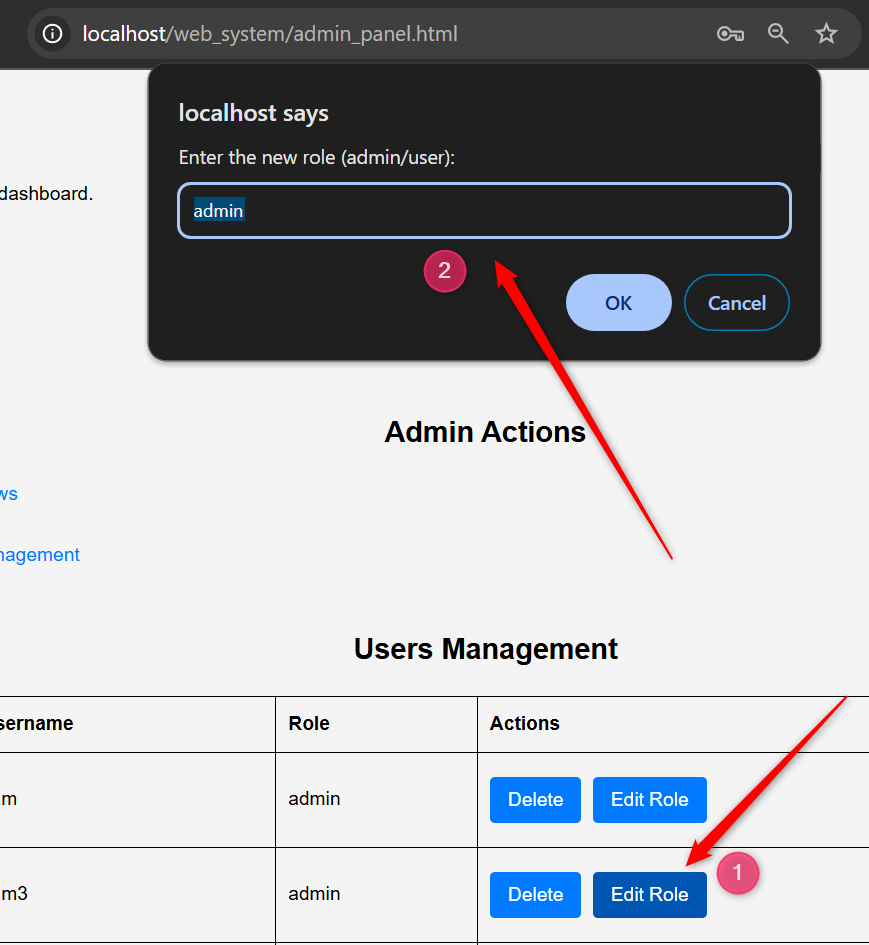 localhost/web_system/admin_panel.html
localhost says
Enter the new role (admin/user):
dashboard.
admin
2
OK Cancel
Admin Actions
ws
nagement
Users Management
sername Role Actions
m admin Delete Edit Role
m3 admin Delete Edit Role
1